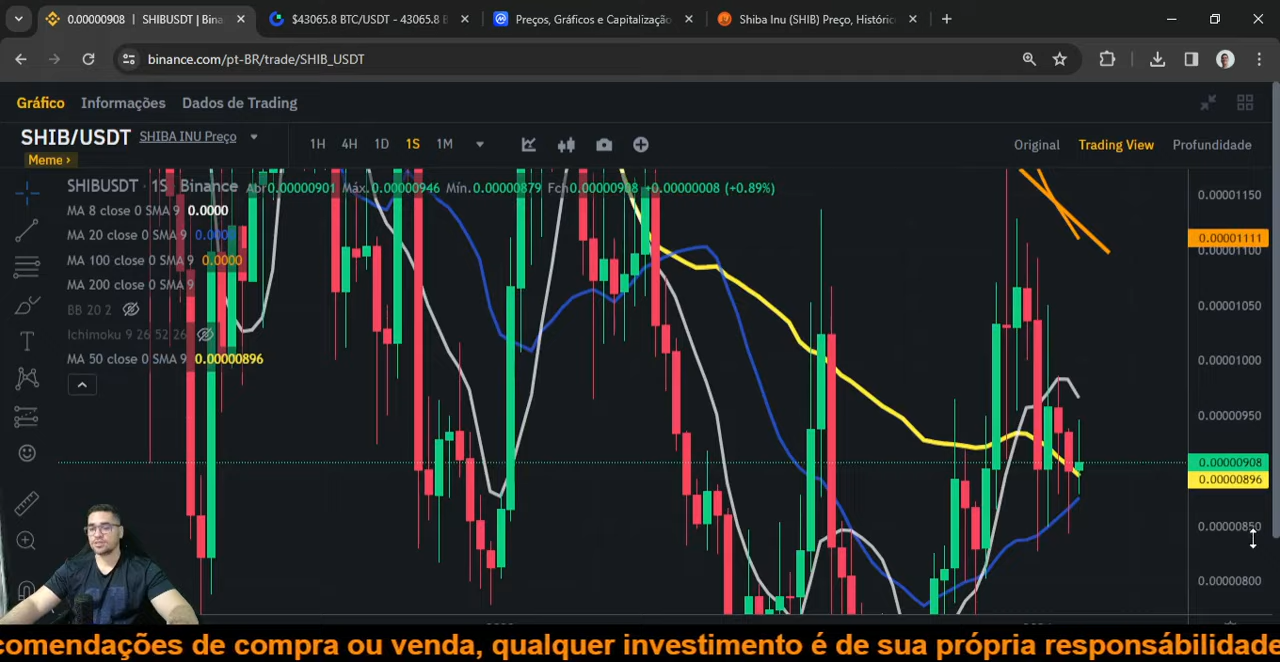 0.00000908 | SHIBUSDT | Bina
$43065.8 BTC/USDT - 43065.8 B
Preços, Gráficos e Capitalização
Shiba Inu (SHIB) Preço, Históric
binance.com/pt-BR/trade/SHIB_USDT
Gráfico Informações Dados de Trading
SHIB/USDT SHIBA INU Preço 1H 4H 1D 1S 1M Original Trading View Profundidade
Meme ›
SHIBUSDT · 1S · Binance Abr0.00000901 Máx.0.00000946 Mín.0.00000879 Fch0.00000908 +0.00000008 (+0.89%)
0.00001150
MA 8 close 0 SMA 9 0.0000
MA 20 close 0 SMA 9 0.000
0.00001111
0.00001100
MA 100 close 0 SMA 9 0.0000
MA 200 close 0 SMA 9
BB 20 2
0.00001050
Ichimoku 9 26 52 26
MA 50 close 0 SMA 9 0.00000896
0.00001000
0.00000950
0.00000908
0.00000896
0.00000850
0.00000800
comendações de compra ou venda, qualquer investimento é de sua própria responsábilidade